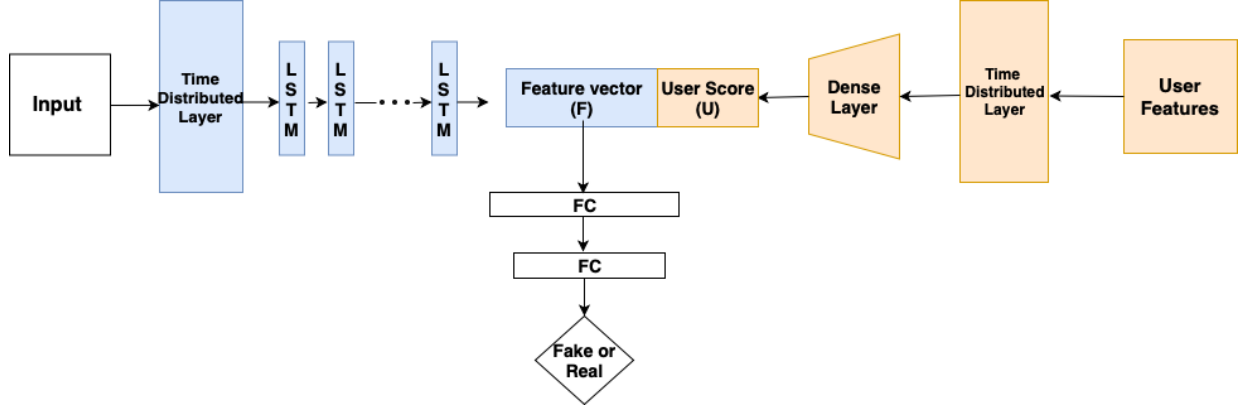 Input
Time
Distributed
Layer
L
S
T
M
L
S
T
M
L
S
T
M
Feature vector
(F)
User Score
(U)
Dense
Layer
Time
Distributed
Layer
User
Features
FC
FC
Fake or
Real